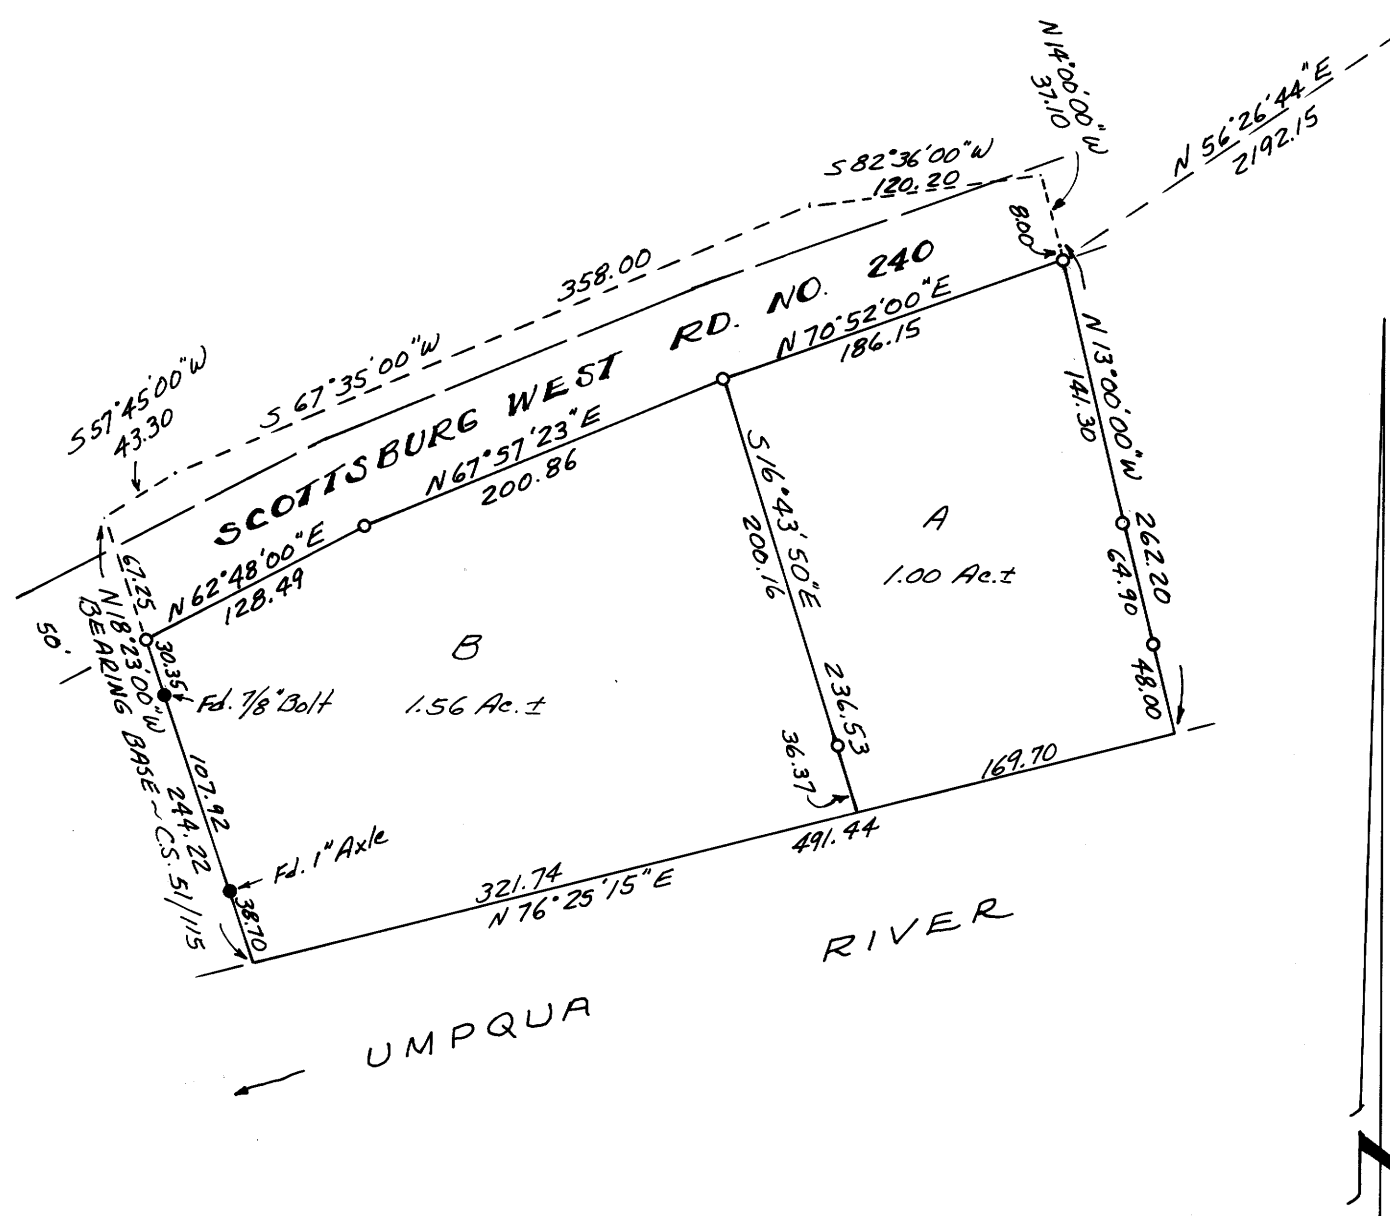 N 14°00'00" W
37.10
N 56°26'44" E
2192.15
S 82°36'00" W
120.20
8.00
358.00
S 67°35'00" W
S 57°45'00" W
43.30
SCOTTSBURG WEST RD. NO. 240
N 70°52'00" E
186.15
N 67°57'23" E
200.86
N 62°48'00" E
128.49
67.25
50'
N 18°23'00" W
BEARING BASE ~ C.S. 51/115
244.22
30.35
Fd. 7/8" Bolt
107.92
Fd. 1" Axle
38.70
B
1.56 Ac.±
S 16°43'50" E
200.16
236.53
36.37
A
1.00 Ac.±
N 13°00'00" W
141.30
262.20
64.90
48.00
169.70
491.44
321.74
N 76°25'15" E
UMPQUA RIVER